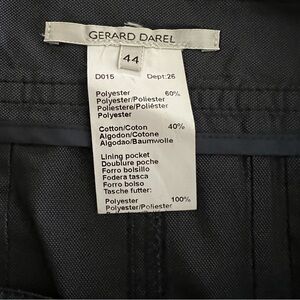 GERARD DAREL
44
D015 Dept:26
Polyester 60%
Polyester/Poliester
Poliestere/Poliéster
Polyester
Cotton/Coton 40%
Algodon/Cotone
Algodao/Baumwolle
Lining pocket
Doublure poche
Forro bolsillo
Fodera tasca
Forro bolso
Tasche futter:
Polyester 100%
Polyester/Poliester